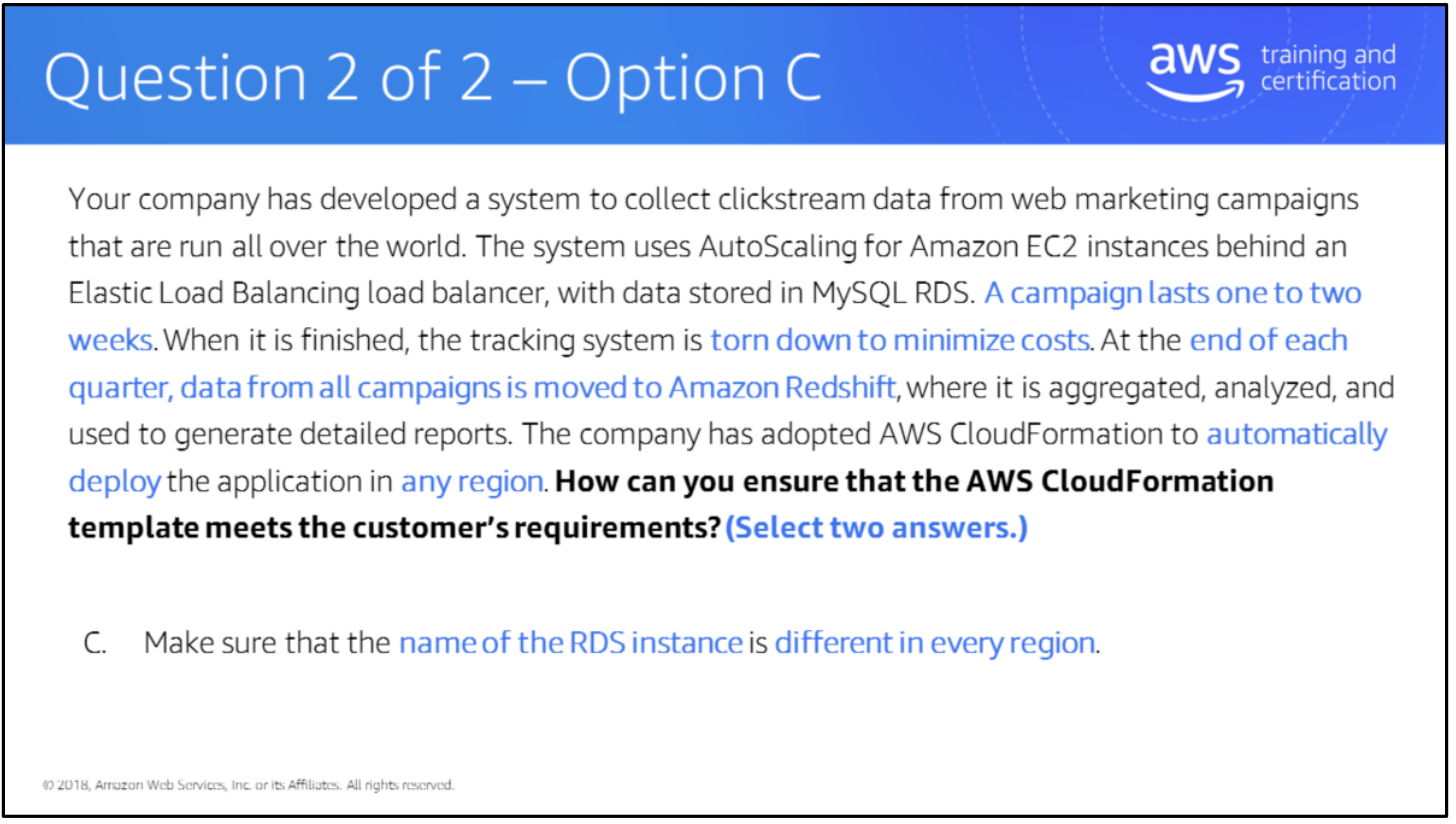 Question 2 of 2 – Option C
aws training and
certification
Your company has developed a system to collect clickstream data from web marketing campaigns
that are run all over the world. The system uses AutoScaling for Amazon EC2 instances behind an
Elastic Load Balancing load balancer, with data stored in MySQL RDS. A campaign lasts one to two
weeks. When it is finished, the tracking system is torn down to minimize costs. At the end of each
quarter, data from all campaigns is moved to Amazon Redshift, where it is aggregated, analyzed, and
used to generate detailed reports. The company has adopted AWS CloudFormation to automatically
deploy the application in any region. How can you ensure that the AWS CloudFormation
template meets the customer's requirements? (Select two answers.)
C. Make sure that the name of the RDS instance is different in every region.
© 2018, Amazon Web Services, Inc. or its Affiliates. All rights reserved.